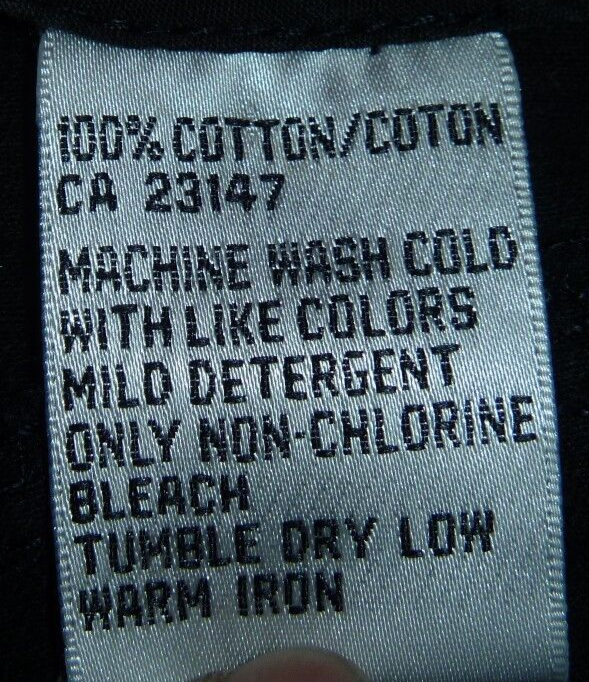 100% COTTON/COTON
CA 23147
MACHINE WASH COLD
WITH LIKE COLORS
MILD DETERGENT
ONLY NON-CHLORINE
BLEACH
TUMBLE DRY LOW
WARM IRON